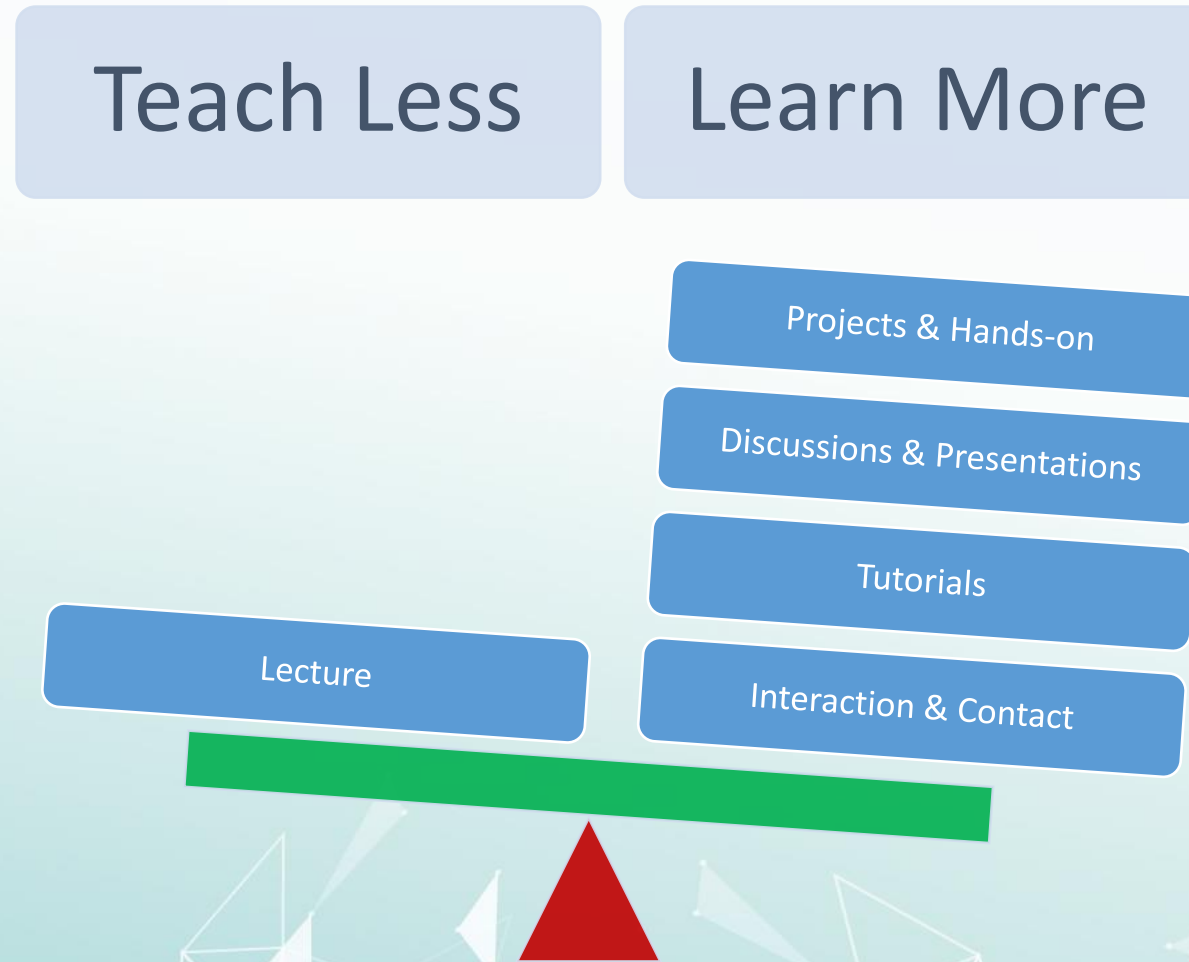 Teach Less
Learn More
Projects & Hands-on
Discussions & Presentations
Tutorials
Lecture
Interaction & Contact